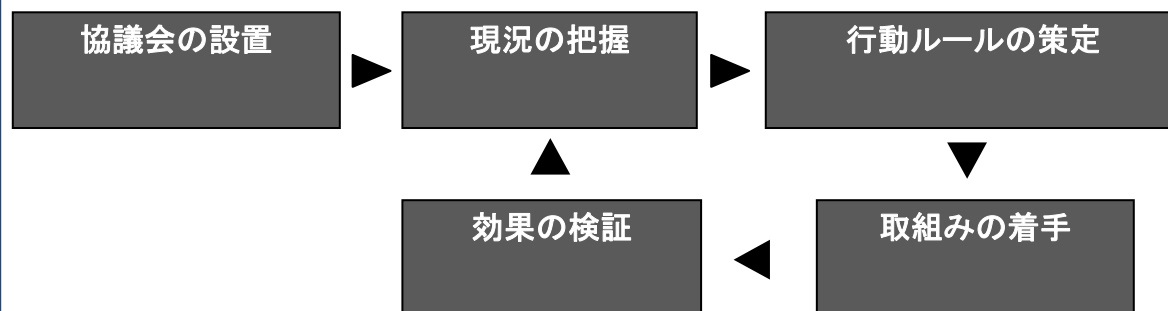 協議会の設置
現況の把握
行動ルールの策定
効果の検証
取組みの着手